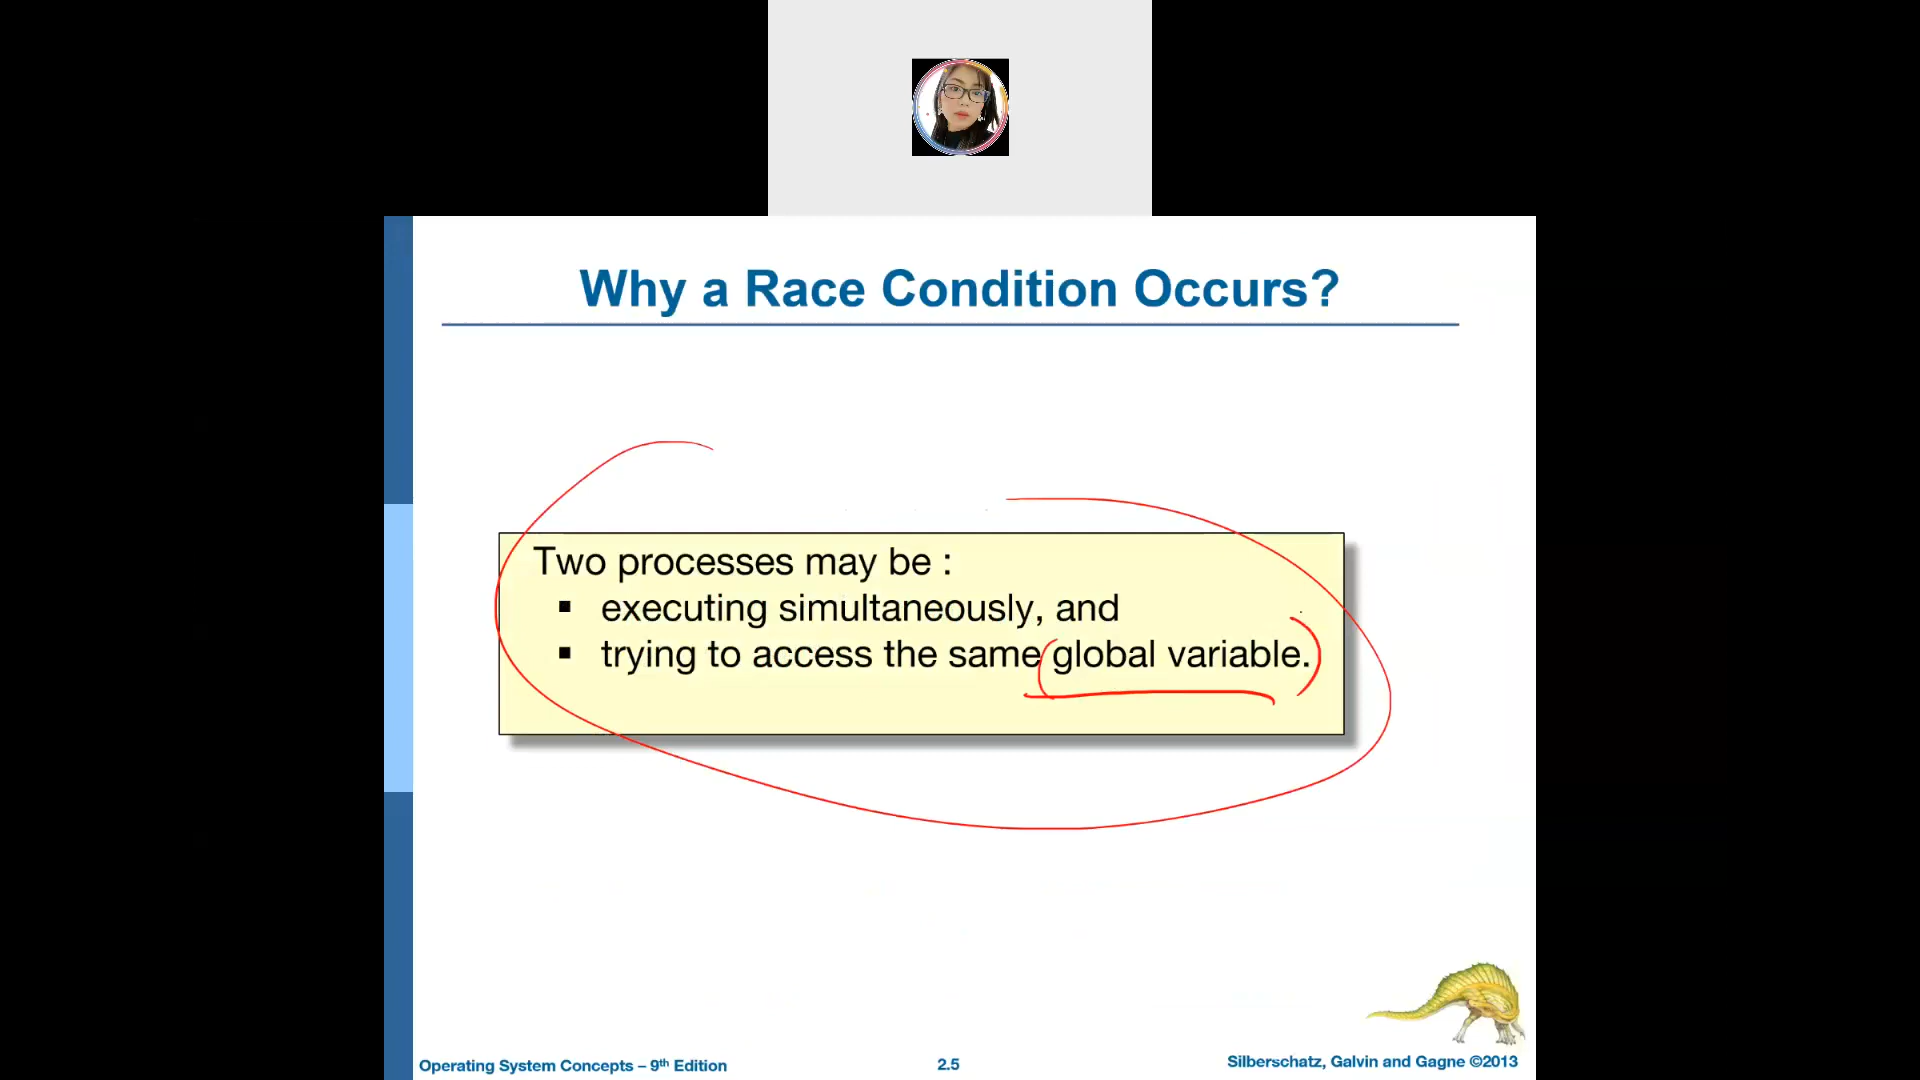 Why a Race Condition Occurs?
Two processes may be :
▪ executing simultaneously, and
▪ trying to access the same global variable.
Operating System Concepts – 9th Edition
2.5
Silberschatz, Galvin and Gagne ©2013